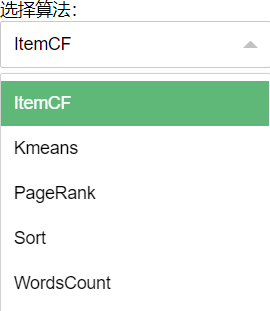 选择算法：
ItemCF
ItemCF
Kmeans
PageRank
Sort
WordsCount